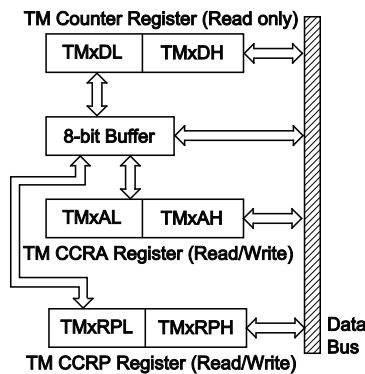 TM Counter Register (Read only)
TMxDL TMxDH
8-bit Buffer
TMxAL TMxAH
TM CCRA Register (Read/Write)
TMxRPL TMxRPH
TM CCRP Register (Read/Write)
Data
Bus